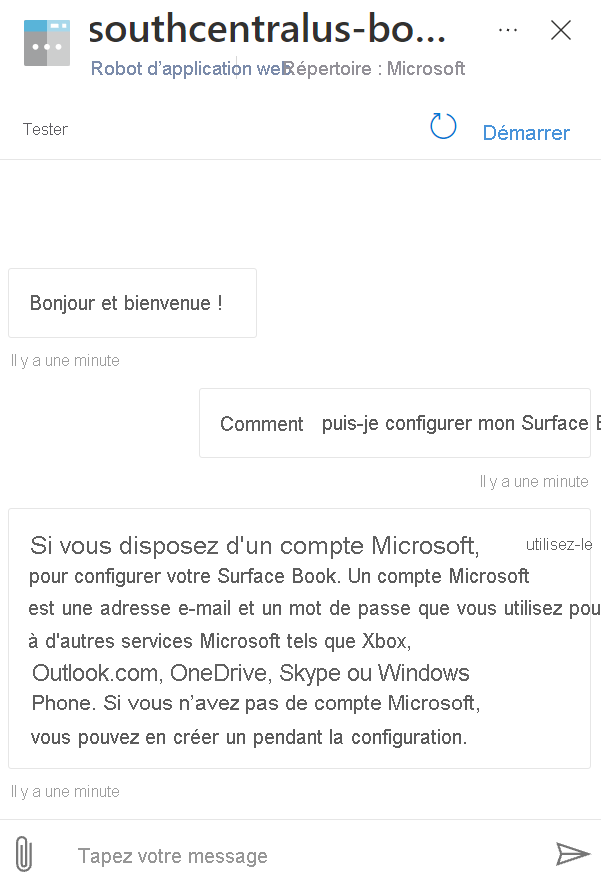 southcentralus-bo...
Robot d'application web Répertoire : Microsoft
Tester
Démarrer
Bonjour et bienvenue !
Il y a une minute
Comment puis-je configurer mon Surface
Il y a une minute
Si vous disposez d'un compte Microsoft, utilisez-le
pour configurer votre Surface Book. Un compte Microsoft
est une adresse e-mail et un mot de passe que vous utilisez pou
à d'autres services Microsoft tels que Xbox,
Outlook.com, OneDrive, Skype ou Windows
Phone. Si vous n’avez pas de compte Microsoft,
vous pouvez en créer un pendant la configuration.
Il y a une minute
Tapez votre message